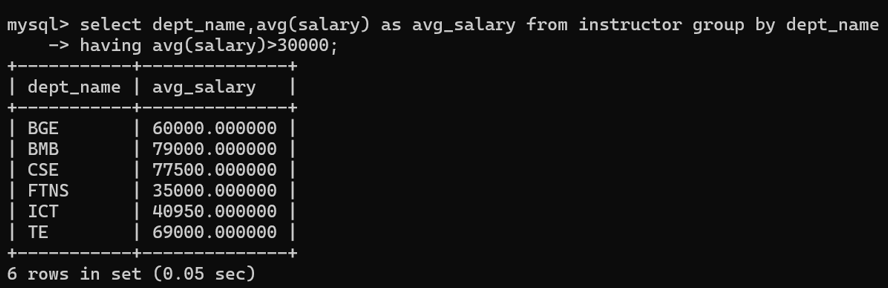 mysql> select dept_name,avg(salary) as avg_salary from instructor group by dept_name
    -> having avg(salary)>30000;
+-----------+--------------+
| dept_name | avg_salary   |
+-----------+--------------+
| BGE       | 60000.000000 |
| BMB       | 79000.000000 |
| CSE       | 77500.000000 |
| FTNS      | 35000.000000 |
| ICT       | 40950.000000 |
| TE        | 69000.000000 |
+-----------+--------------+
6 rows in set (0.05 sec)